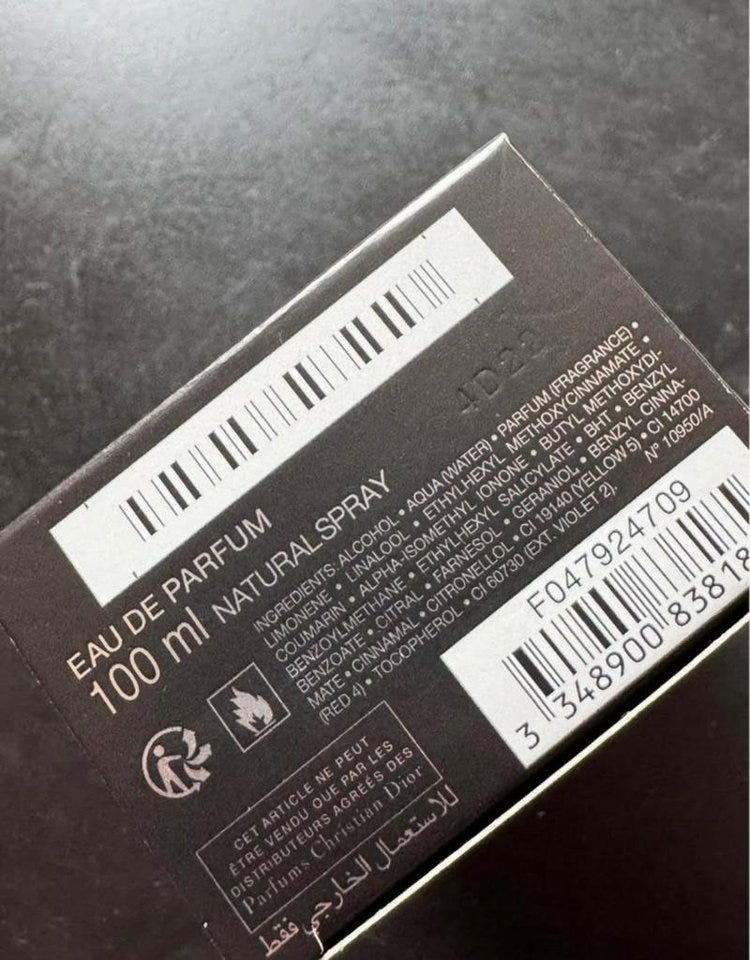 EAU DE PARFUM
100 ml NATURAL SPRAY
INGREDIENTS: ALCOHOL • AQUA (WATER) • PARFUM (FRAGRANCE) •
LIMONENE • LINALOOL • ETHYLHEXYL METHOXYCINNAMATE •
COUMARIN • ALPHA-ISOMETHYL IONONE • BUTYL METHOXYDI-
BENZOYLMETHANE • ETHYLHEXYL SALICYLATE • BHT • BENZYL
BENZOATE • CITRAL • FARNESOL • GERANIOL • BENZYL CINNA-
MATE • CINNAMAL • CITRONELLOL • CI 19140 (YELLOW 5) • CI 14700
(RED 4) • TOCOPHEROL • CI 60730 (EXT. VIOLET 2).
N° 10950/A
F047924709
3 348900 83818
CET ARTICLE NE PEUT
ÊTRE VENDU QUE PAR LES
DISTRIBUTEURS AGRÉÉS DES
Parfums Christian Dior
للاستعمال الخارجي فقط